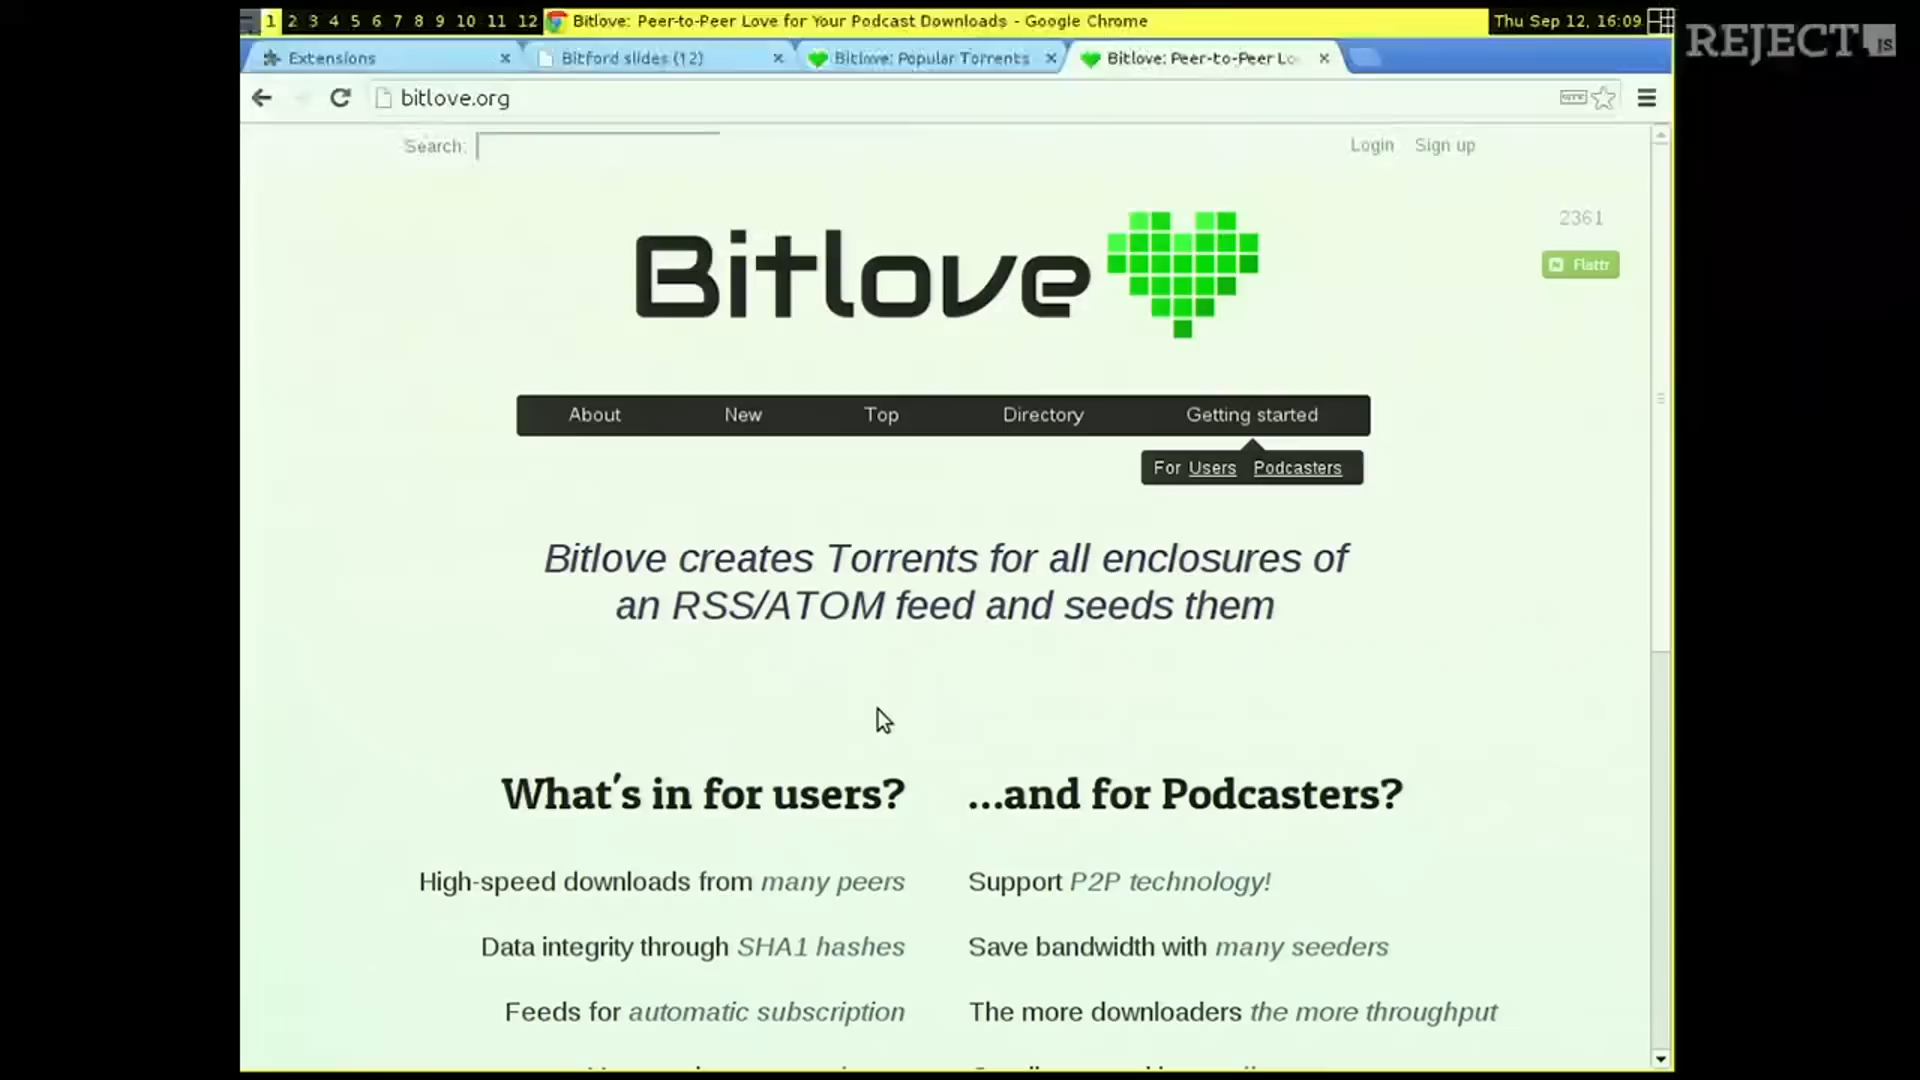 1 2 3 4 5 6 7 8 9 10 11 12 Bitlove: Peer-to-Peer Love for Your Podcast Downloads - Google Chrome Thu Sep 12, 16:09
REJECT JS
Extensions Bitford slides (12) Bitlove: Popular Torrents Bitlove: Peer-to-Peer Lo
bitlove.org
Search: Login Sign up
2361
Flattr
Bitlove
About New Top Directory Getting started
For Users Podcasters
Bitlove creates Torrents for all enclosures of
an RSS/ATOM feed and seeds them
What's in for users? ...and for Podcasters?
High-speed downloads from many peers Support P2P technology!
Data integrity through SHA1 hashes Save bandwidth with many seeders
Feeds for automatic subscription The more downloaders the more throughput